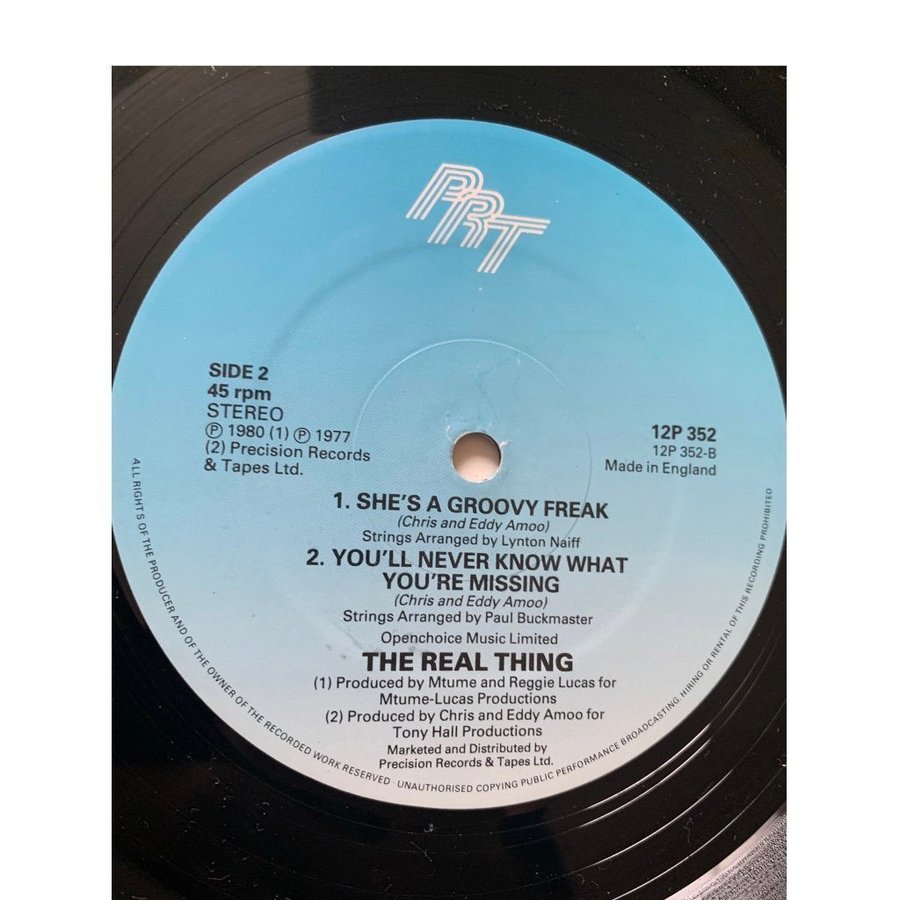 PRT
SIDE 2
45 rpm
STEREO
℗ 1980 (1) ℗ 1977
(2) Precision Records
& Tapes Ltd.
12P 352
12P 352-B
Made in England
1. SHE'S A GROOVY FREAK
(Chris and Eddy Amoo)
Strings Arranged by Lynton Naiff
2. YOU'LL NEVER KNOW WHAT
YOU'RE MISSING
(Chris and Eddy Amoo)
Strings Arranged by Paul Buckmaster
Openchoice Music Limited
THE REAL THING
(1) Produced by Mtume and Reggie Lucas for
Mtume-Lucas Productions
(2) Produced by Chris and Eddy Amoo for
Tony Hall Productions
Marketed and Distributed by
Precision Records & Tapes Ltd.
ALL RIGHTS OF THE PRODUCER AND OF THE OWNER OF THE RECORDED WORK RESERVED · UNAUTHORISED COPYING PUBLIC PERFORMANCE BROADCASTING, HIRING OR RENTAL OF THIS RECORDING PROHIBITED